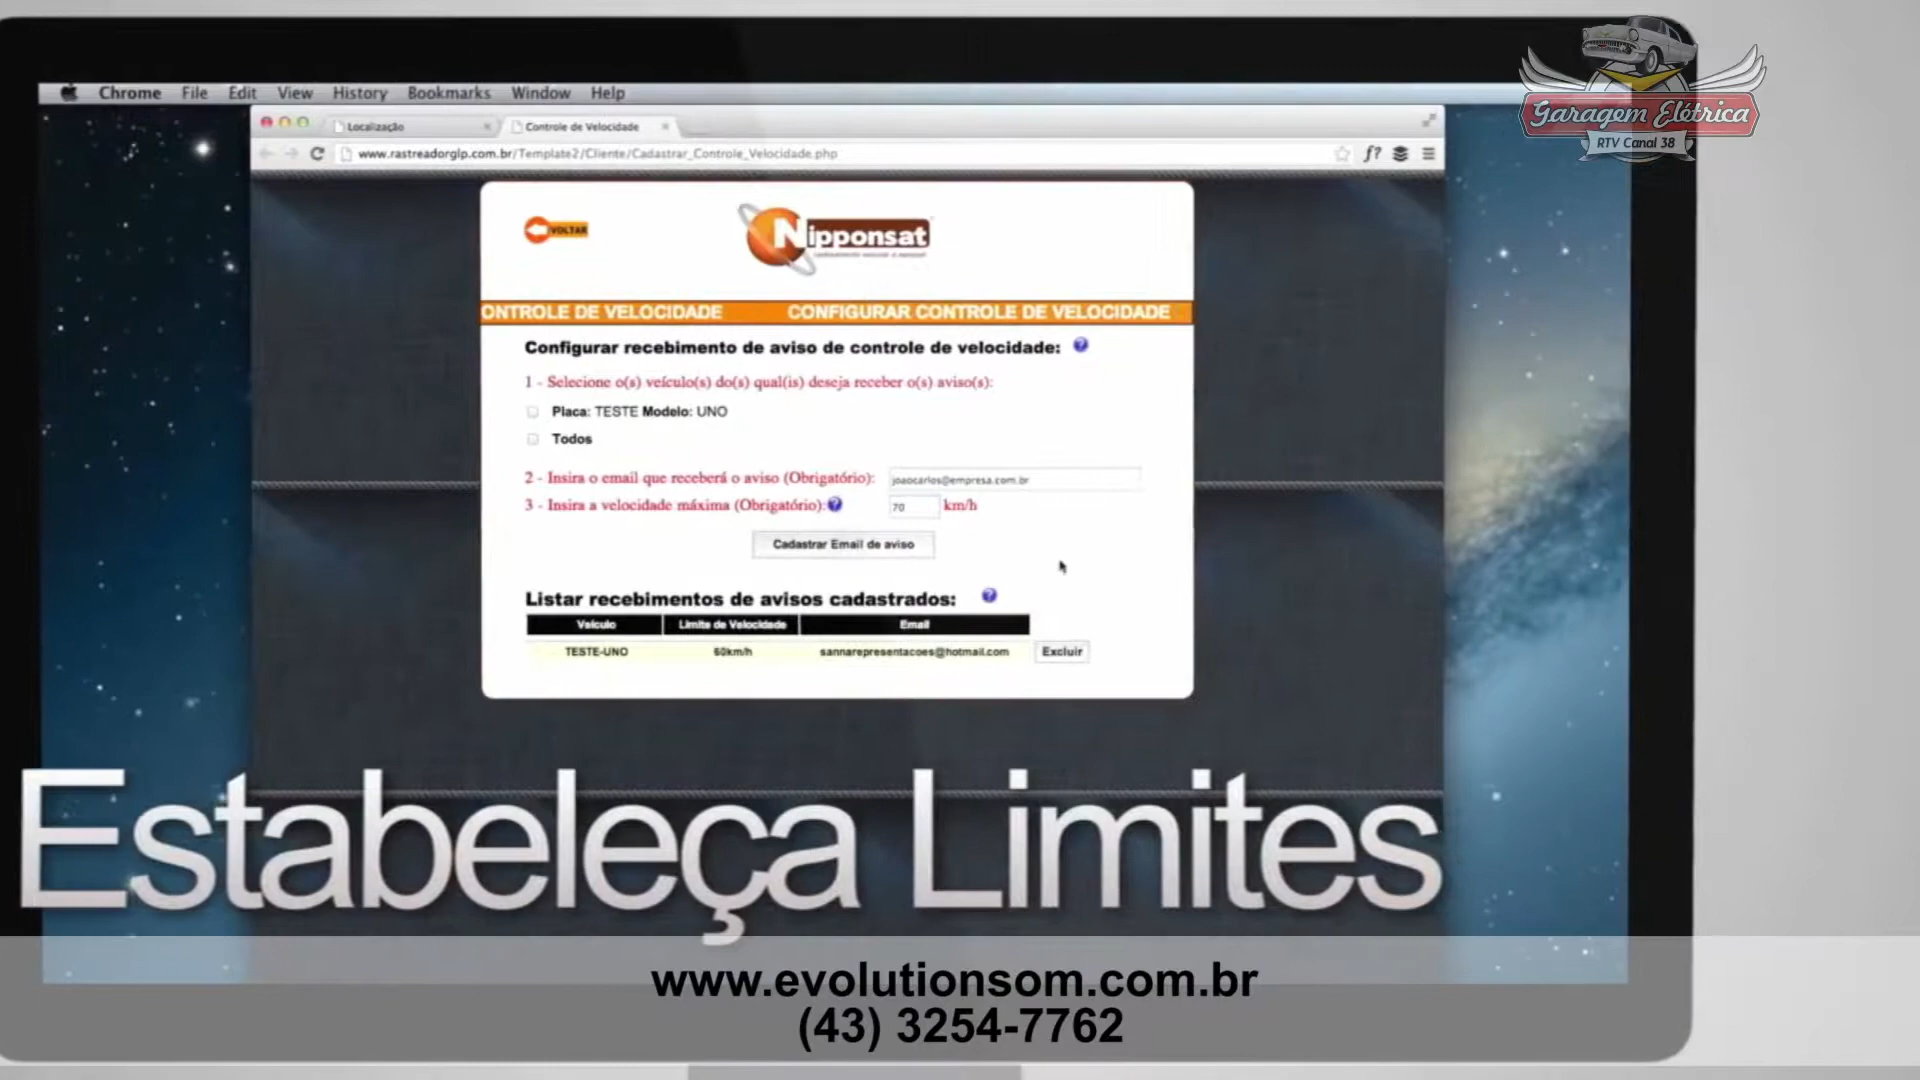 Chrome File Edit View History Bookmarks Window Help
Garagem Elétrica
RTV Canal 38
Localização
Controle de Velocidade
www.rastreadorglp.com.br/Template2/Cliente/Cadastrar_Controle_Velocidade.php
f?
VOLTAR
Nipponsat
ONTROLE DE VELOCIDADE CONFIGURAR CONTROLE DE VELOCIDADE
Configurar recebimento de aviso de controle de velocidade: ?
1 - Selecione o(s) veículo(s) do(s) qual(is) deseja receber o(s) aviso(s):
Placa: TESTE Modelo: UNO
Todos
2 - Insira o email que receberá o aviso (Obrigatório): joaocarlos@empresa.com.br
3 - Insira a velocidade máxima (Obrigatório): ? 70 km/h
Cadastrar Email de aviso
Listar recebimentos de avisos cadastrados: ?
Veículo Limite de Velocidade Email
TESTE-UNO 60km/h sannarepresentacoes@hotmail.com Excluir
Estabeleça Limites
www.evolutionsom.com.br
(43) 3254-7762